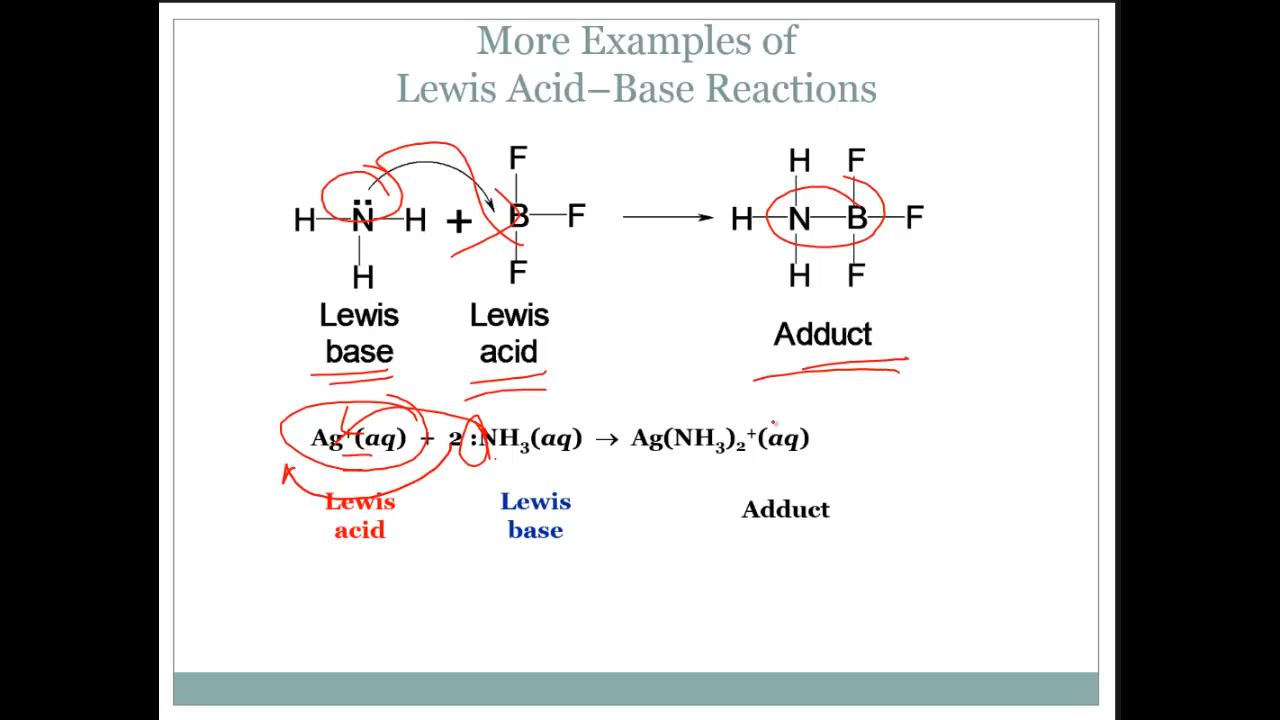 More Examples of
Lewis Acid–Base Reactions
H F
F H F
H N H + B F H N B F
H F H F
Lewis base
Lewis acid
Adduct
Ag⁺(aq) + 2 :NH₃(aq) → Ag(NH₃)₂⁺(aq)
Lewis acid
Lewis base
Adduct